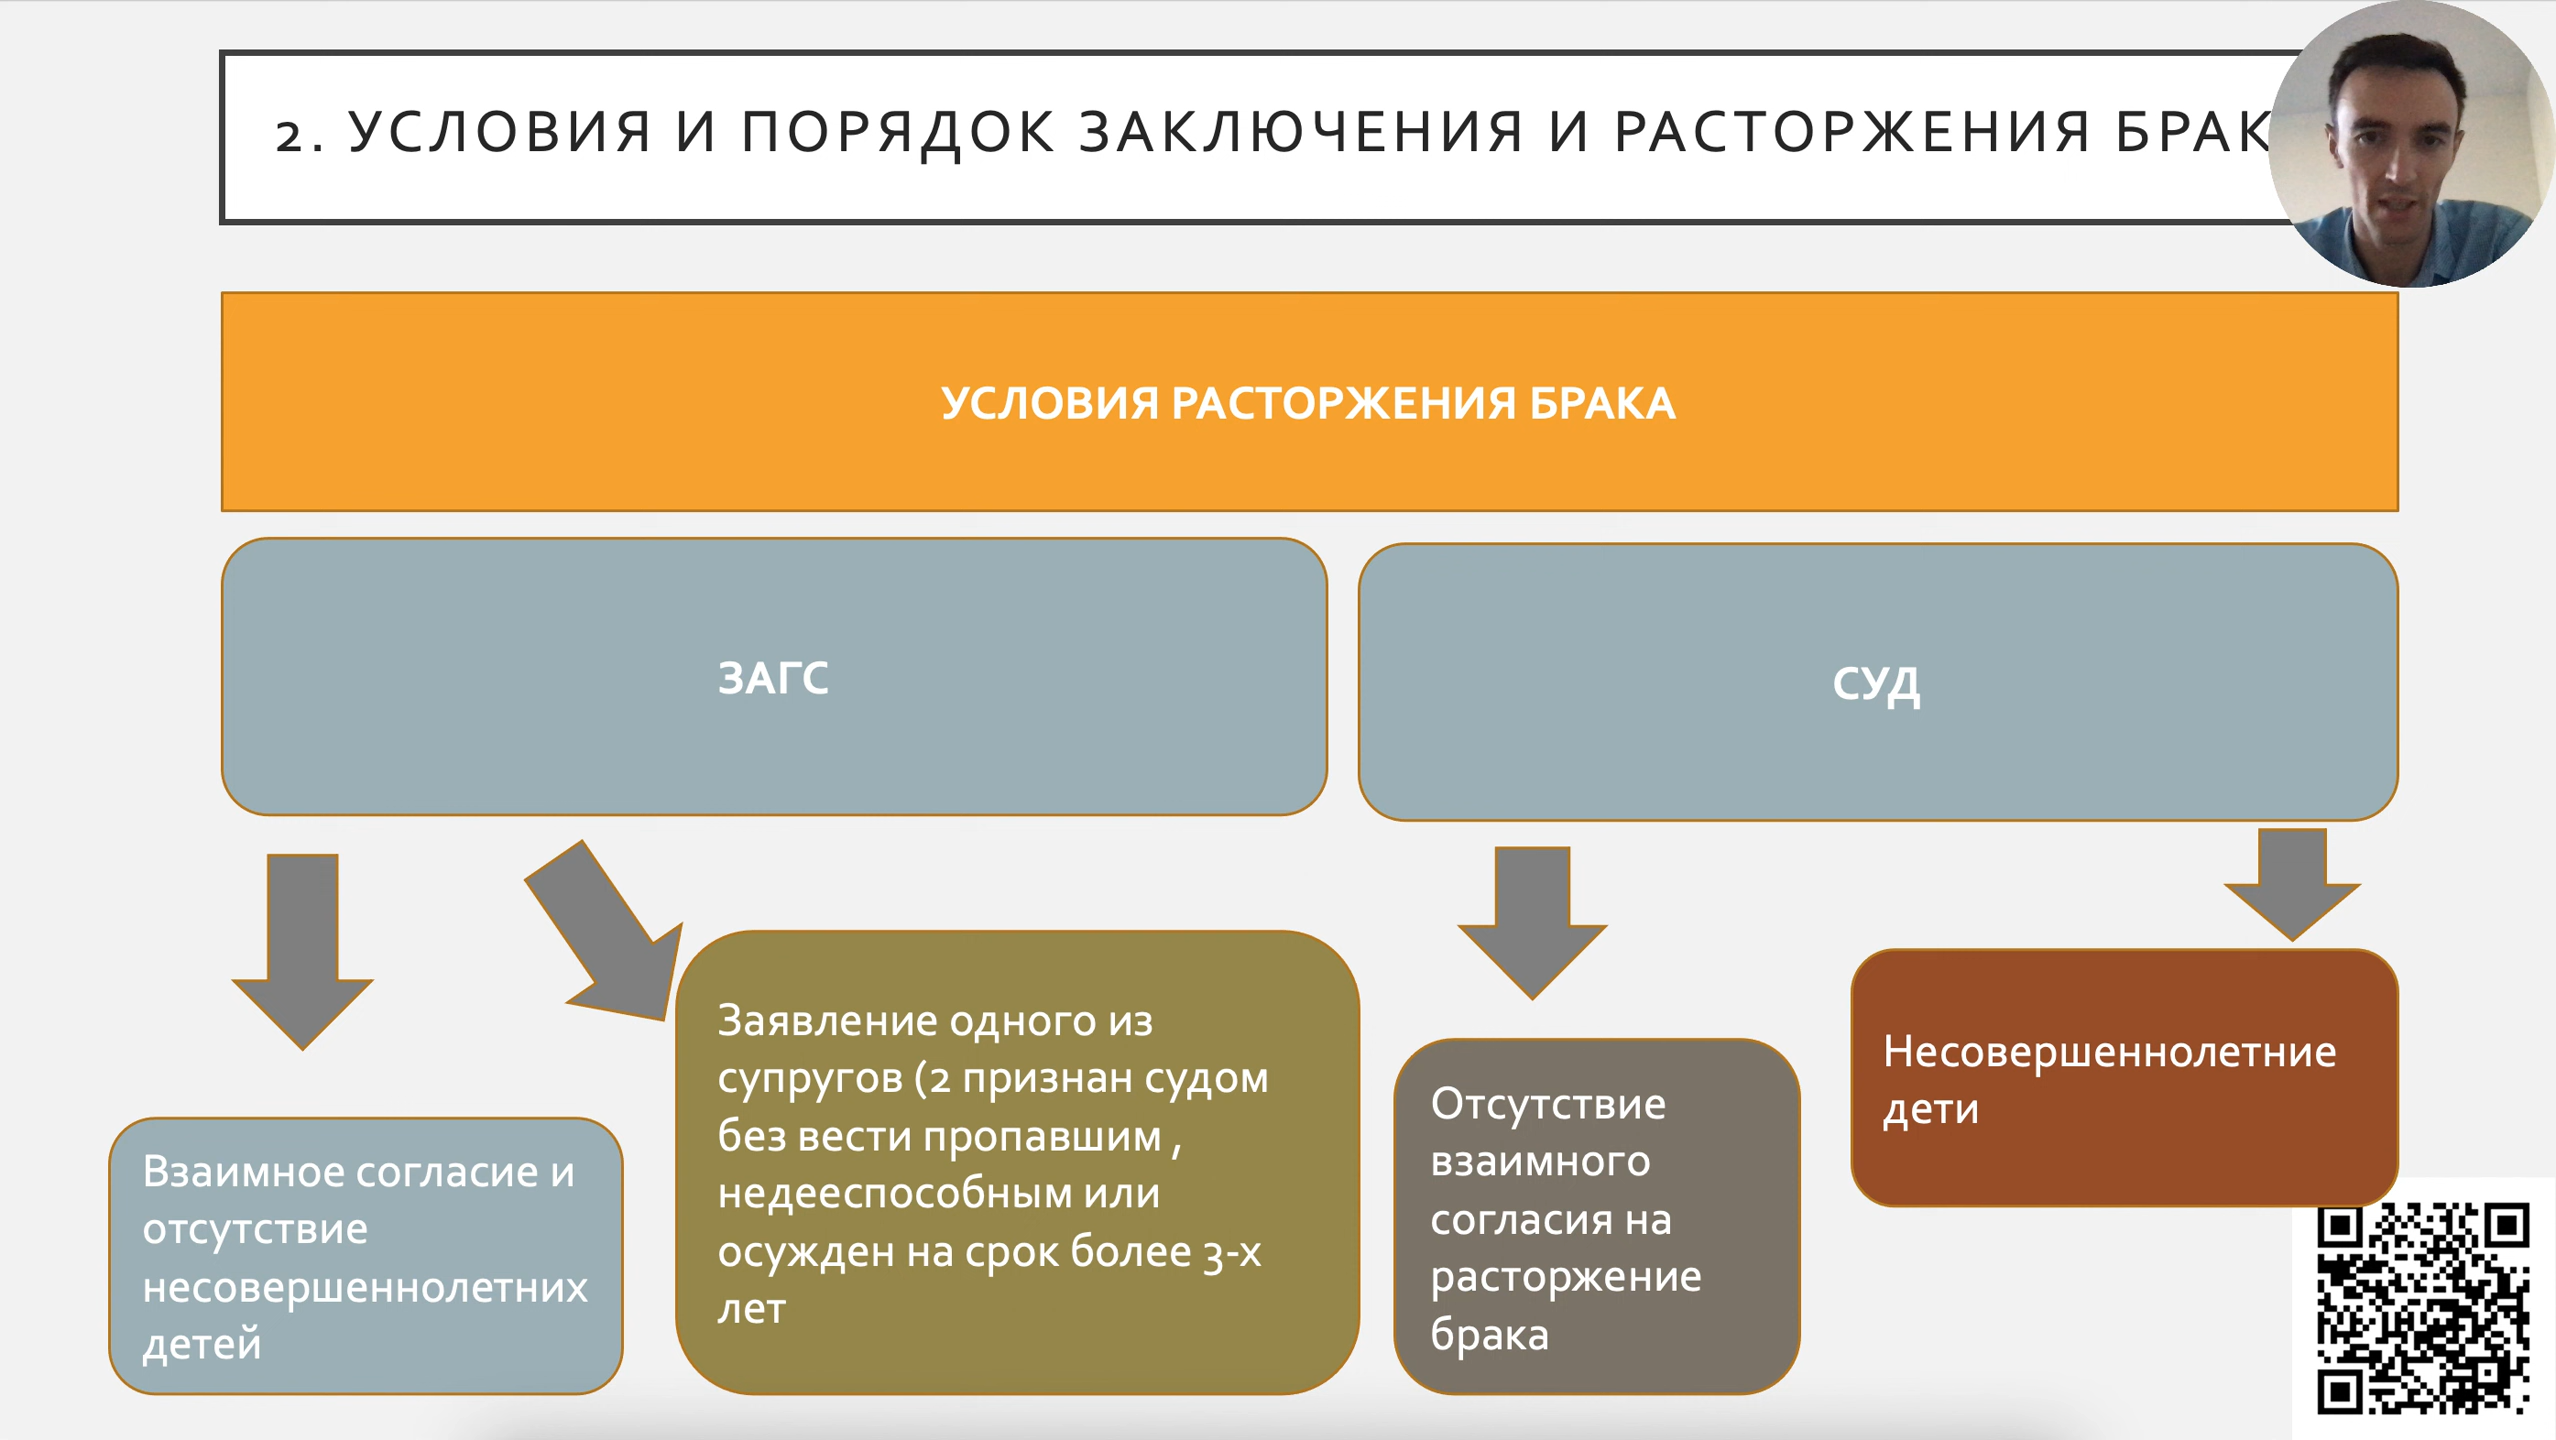 2. УСЛОВИЯ И ПОРЯДОК ЗАКЛЮЧЕНИЯ И РАСТОРЖЕНИЯ БРАК
УСЛОВИЯ РАСТОРЖЕНИЯ БРАКА
ЗАГС
СУД
Взаимное согласие и
отсутствие
несовершеннолетних
детей
Заявление одного из
супругов (2 признан судом
без вести пропавшим ,
недееспособным или
осужден на срок более 3-х
лет
Отсутствие
взаимного
согласия на
расторжение
брака
Несовершеннолетние
дети